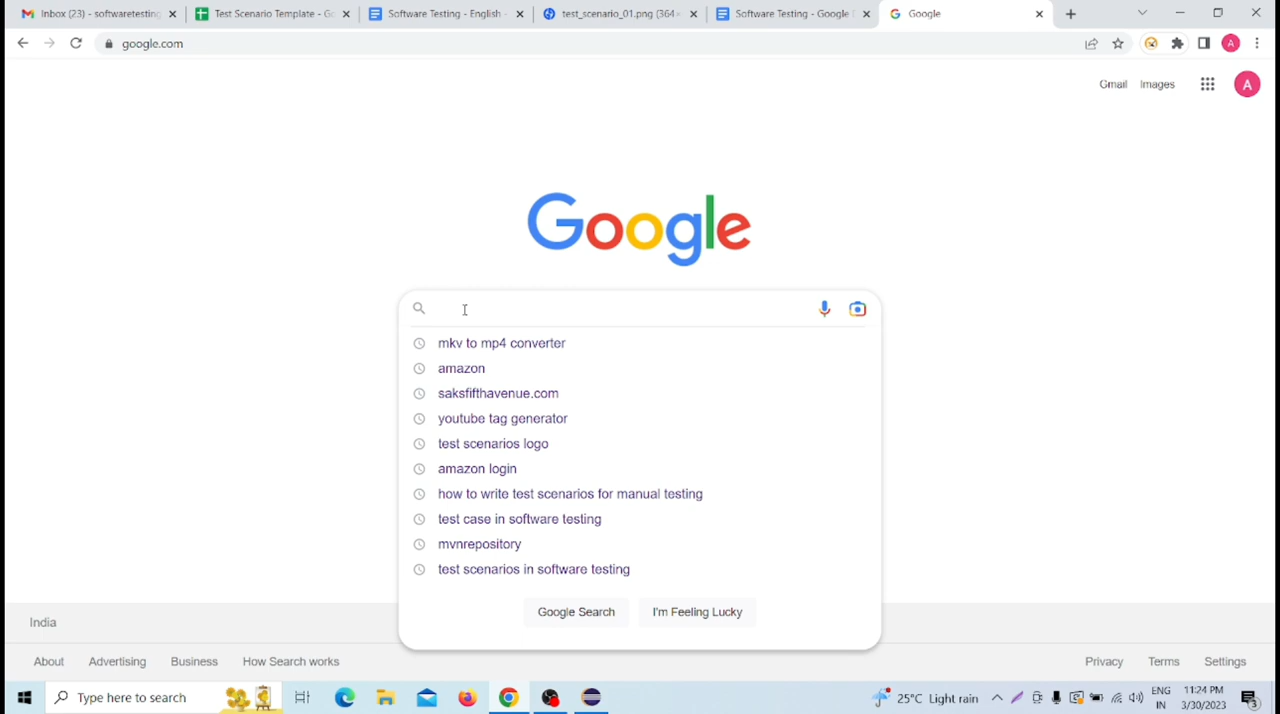 Inbox (23) - softwaretesting
Test Scenario Template - Go
Software Testing - English -
test_scenario_01.png (364×
Software Testing - Google D
Google
google.com
A
Gmail
Images
A
Google
mkv to mp4 converter
amazon
saksfifthavenue.com
youtube tag generator
test scenarios logo
amazon login
how to write test scenarios for manual testing
test case in software testing
mvnrepository
test scenarios in software testing
Google Search
I'm Feeling Lucky
India
About
Advertising
Business
How Search works
Privacy
Terms
Settings
Type here to search
25°C Light rain
ENG
IN
11:24 PM
3/30/2023
3